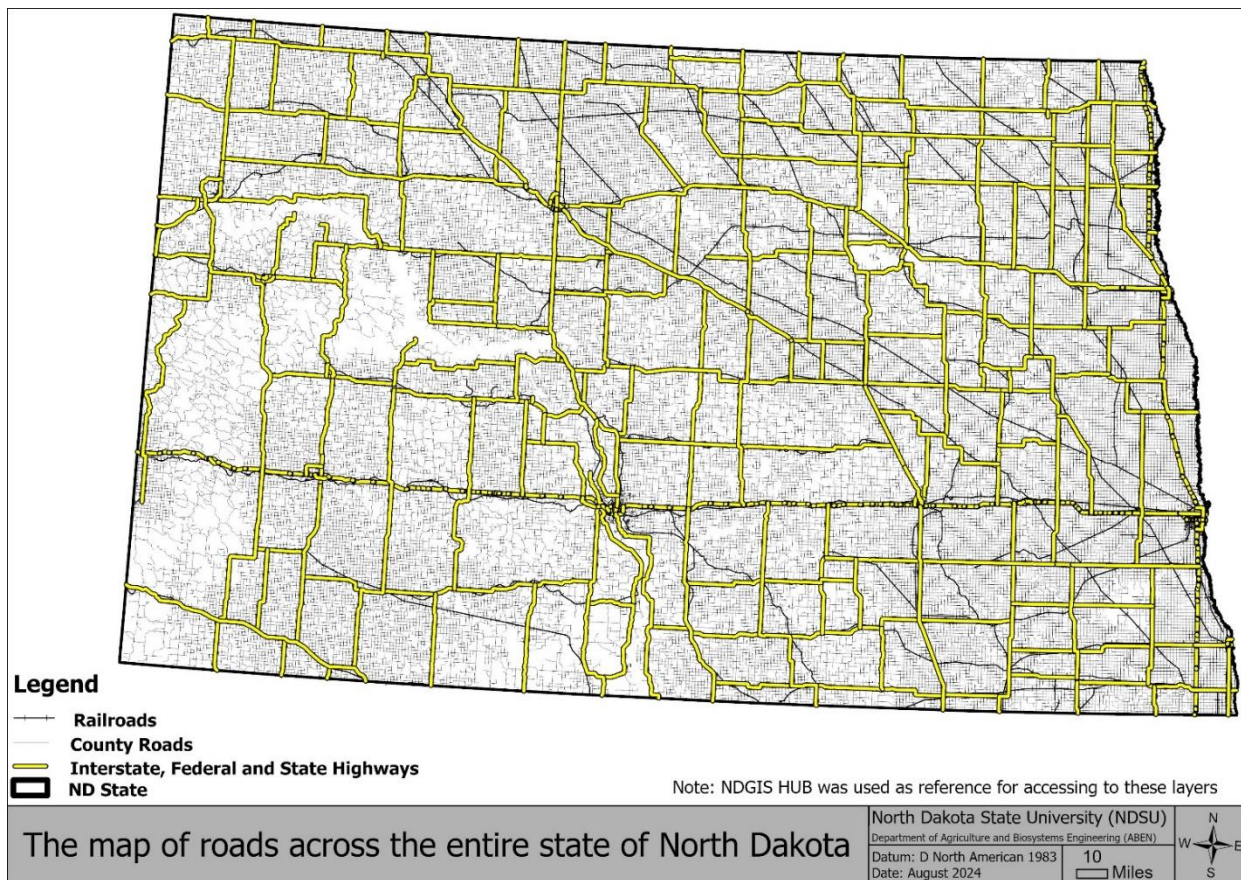 Legend
Railroads
County Roads
Interstate, Federal and State Highways
ND State
Note: NDGIS HUB was used as reference for accessing to these layers
The map of roads across the entire state of North Dakota
North Dakota State University (NDSU)
Department of Agriculture and Biosystems Engineering (ABEN)
Datum: D North American 1983
Date: August 2024
10
Miles
N
W E
S